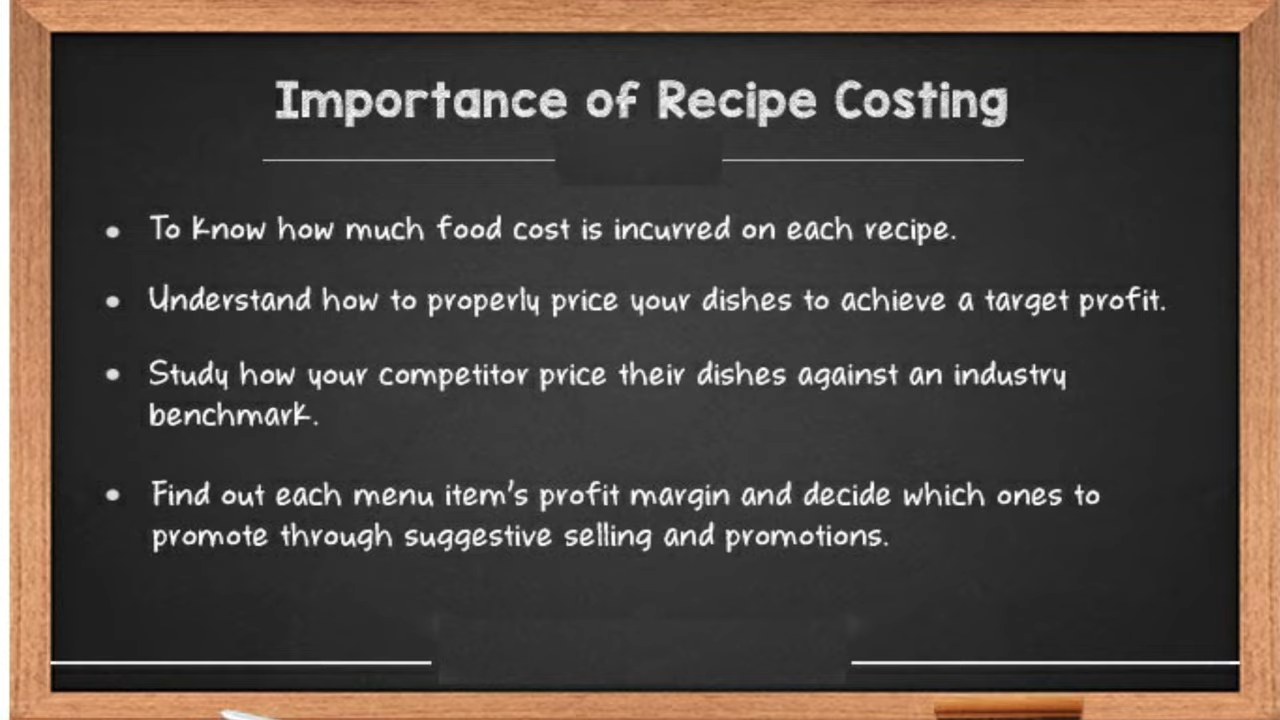 Importance of Recipe Costing
• To know how much food cost is incurred on each recipe.
• Understand how to properly price your dishes to achieve a target profit.
• Study how your competitor price their dishes against an industry
benchmark.
• Find out each menu item's profit margin and decide which ones to
promote through suggestive selling and promotions.